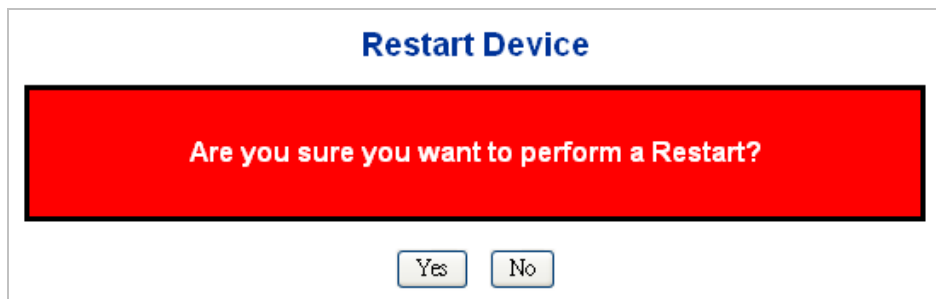 Restart Device
Are you sure you want to perform a Restart?
Yes No